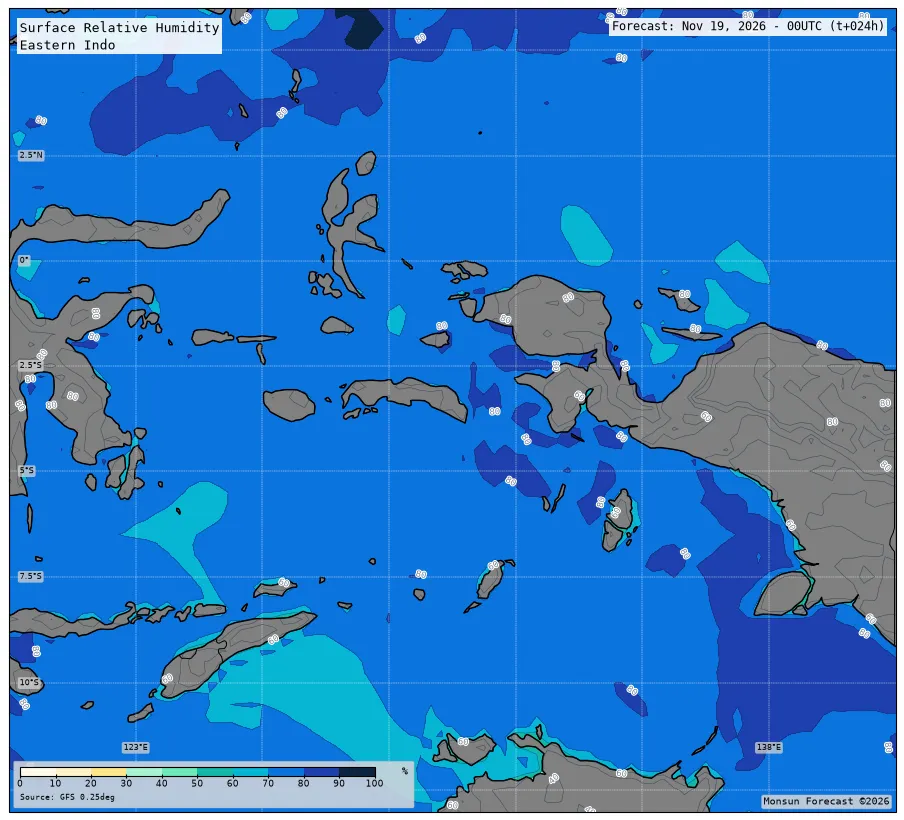 Surface Relative Humidity
Eastern Indo
Forecast: Nov 19, 2026 - 00UTC (t+024h)
2.5°N
0°
2.5°S
5°S
7.5°S
10°S
123°E
138°E
0 10 20 30 40 50 60 70 80 90 100 %
Source: GFS 0.25deg
Monsun Forecast ©2026